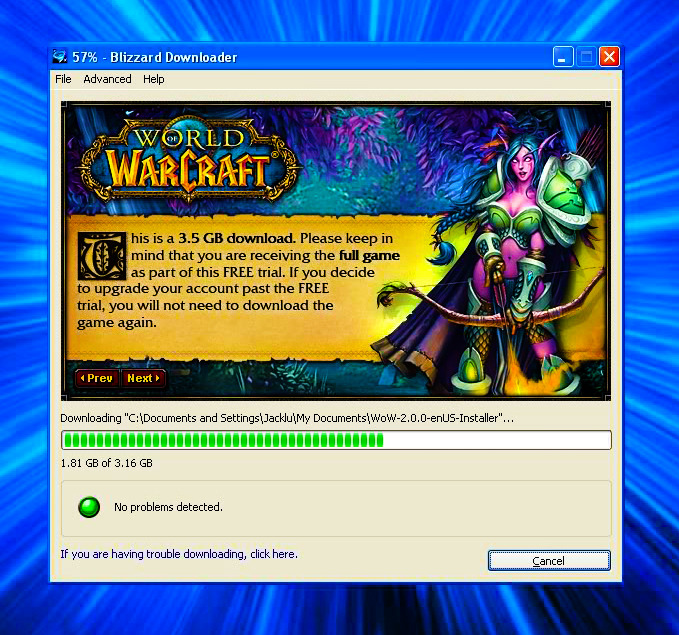 57% - Blizzard Downloader
File Advanced Help
WORLD
OF
WARCRAFT®
This is a 3.5 GB download. Please keep in
mind that you are receiving the full game
as part of this FREE trial. If you decide
to upgrade your account past the FREE
trial, you will not need to download the
game again.
Prev Next
Downloading "C:\Documents and Settings\Jacklu\My Documents\WoW-2.0.0-enUS-Installer"...
1.81 GB of 3.16 GB
No problems detected.
If you are having trouble downloading, click here.
Cancel